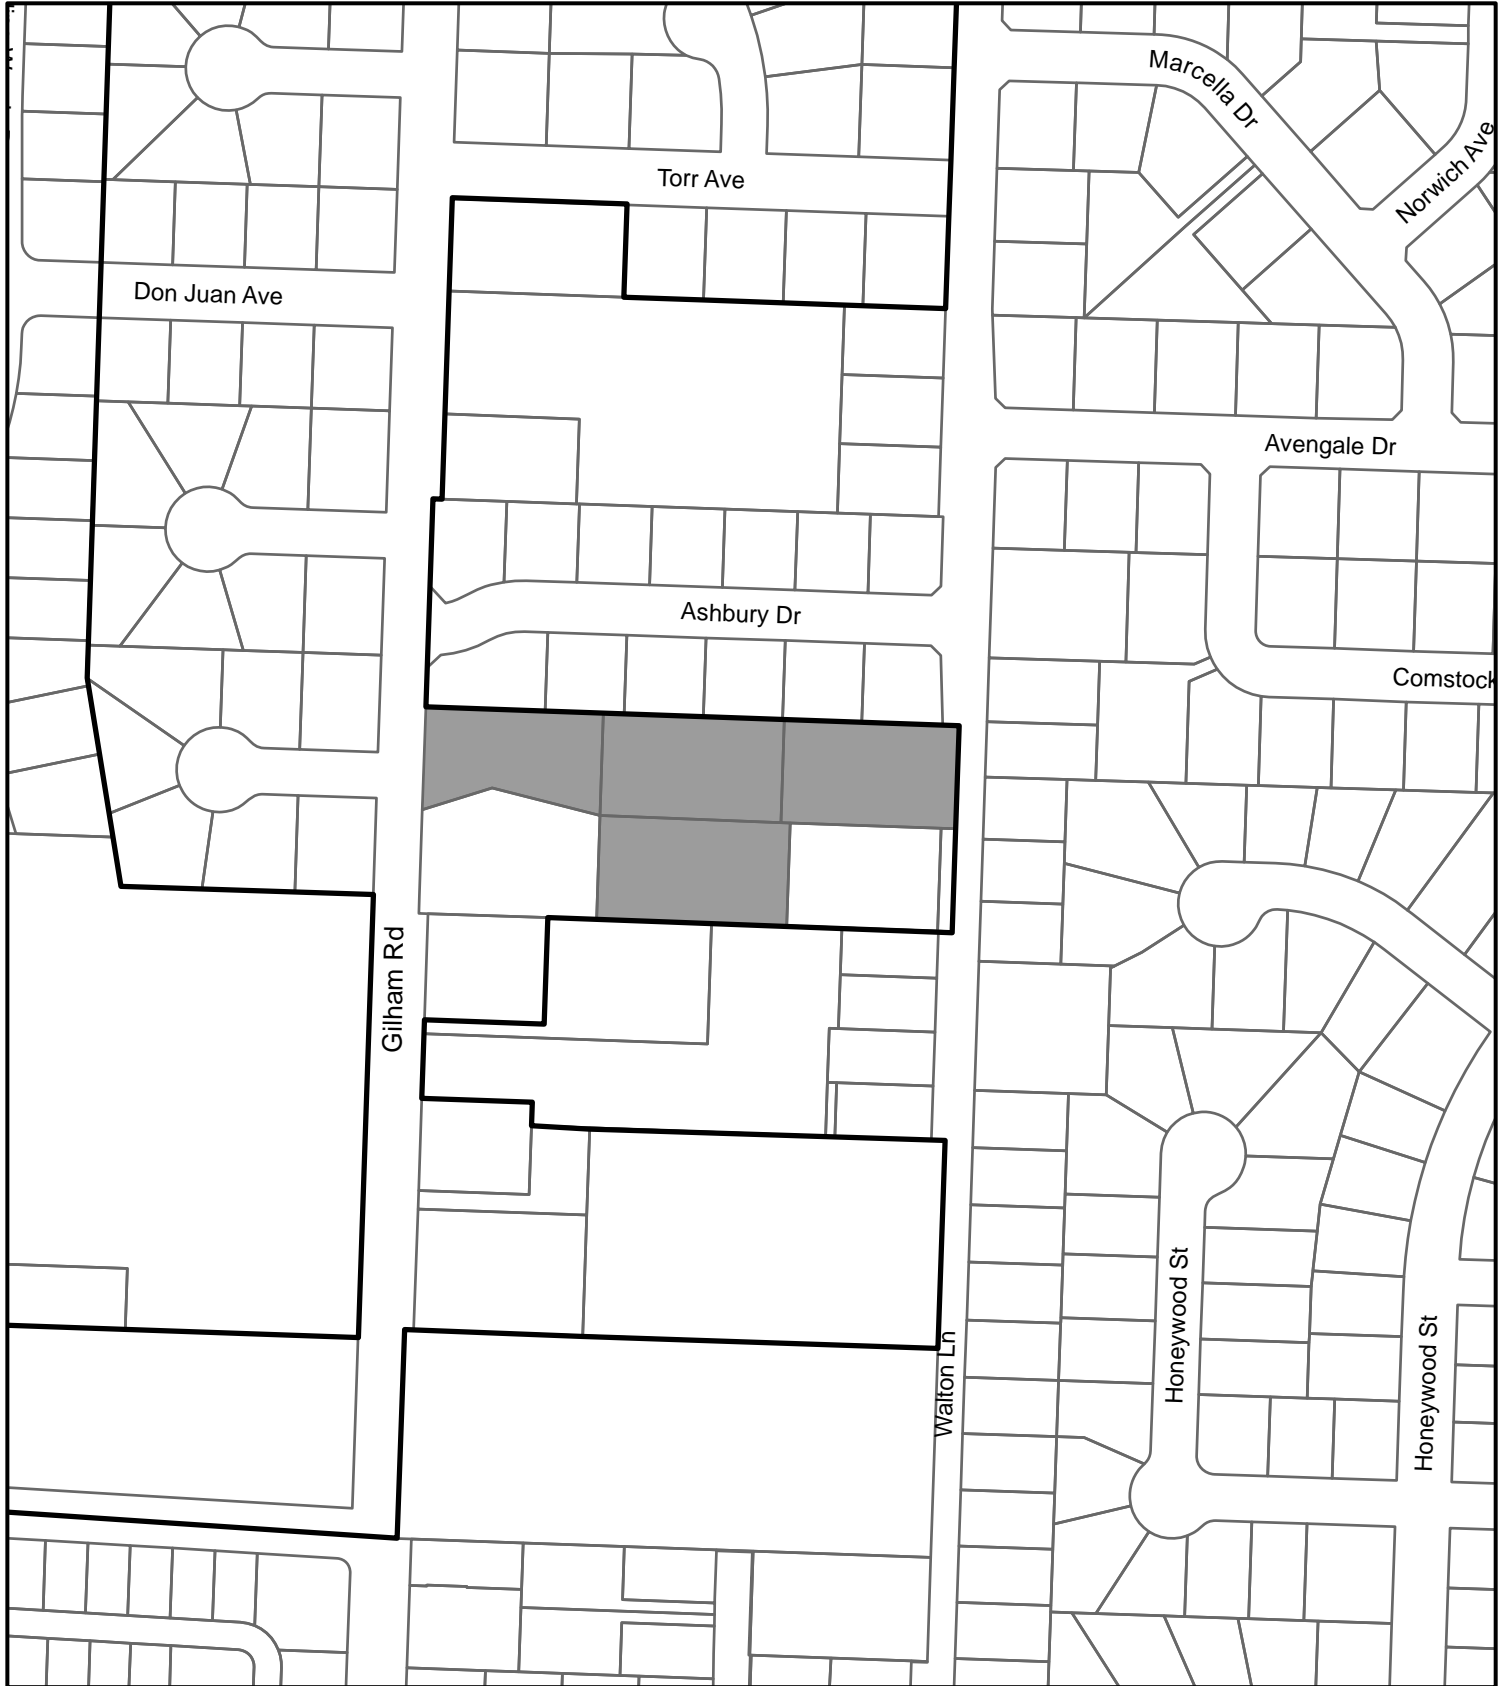 Marcella Dr
Norwich Ave
Torr Ave
Don Juan Ave
Avengale Dr
Ashbury Dr
Comstock
Gilham Rd
Honeywood St
Honeywood St
Walton Ln